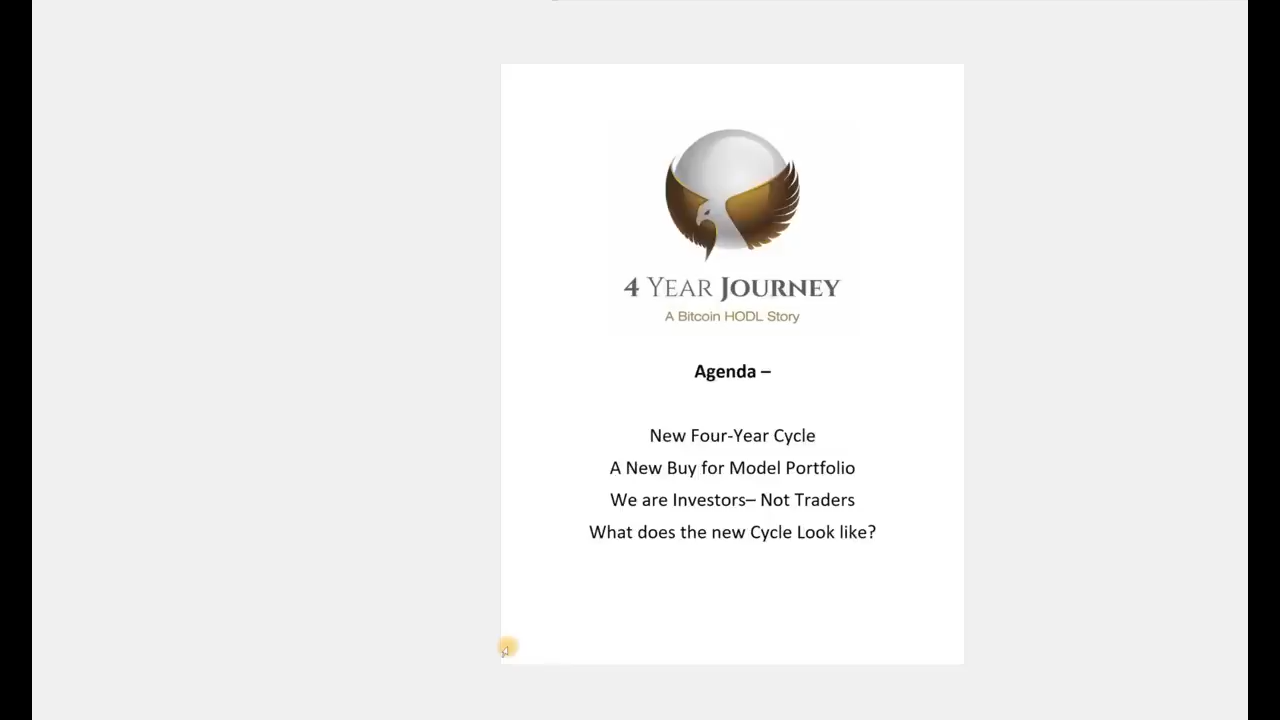 4 YEAR JOURNEY
A Bitcoin HODL Story
Agenda –
New Four-Year Cycle
A New Buy for Model Portfolio
We are Investors– Not Traders
What does the new Cycle Look like?